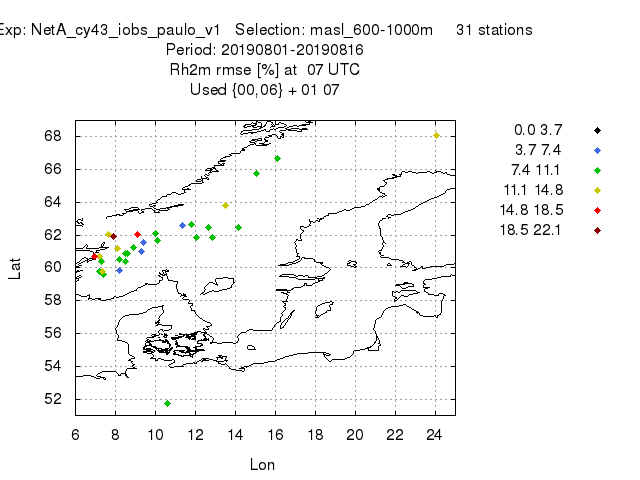 Exp: NetA_cy43_iobs_paulo_v1 Selection: masl_600-1000m 31 stations
Period: 20190801-20190816
Rh2m rmse [%] at 07 UTC
Used {00,06} + 01 07
68
66
64
62
60
58
56
54
52
Lat
6 8 10 12 14 16 18 20 22 24
Lon
0.0 3.7
3.7 7.4
7.4 11.1
11.1 14.8
14.8 18.5
18.5 22.1